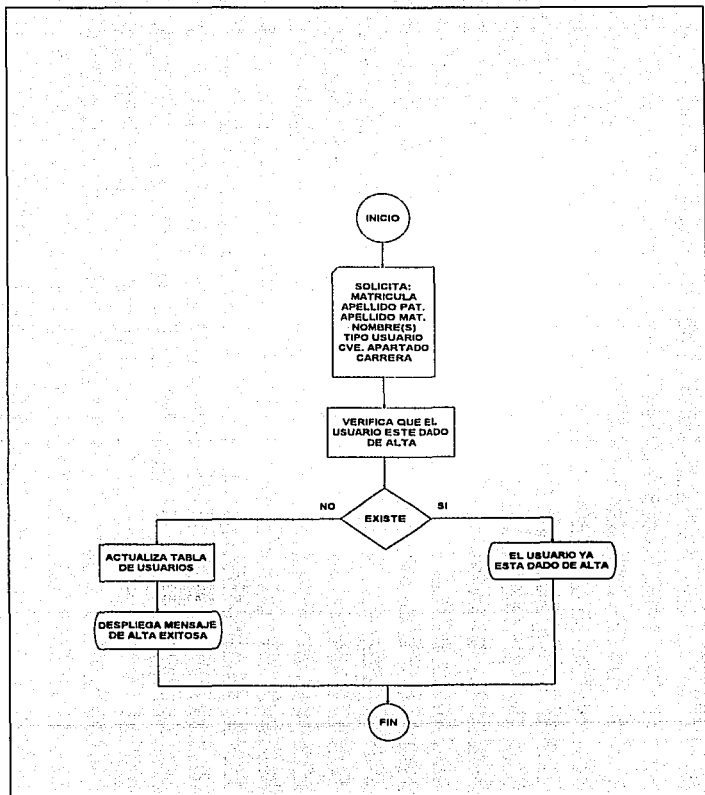 INICIO
SOLICITA:
MATRICULA
APELLIDO PAT.
APELLIDO MAT.
NOMBRE(S)
TIPO USUARIO
CVE. APARTADO
CARRERA
VERIFICA QUE EL
USUARIO ESTE DADO
DE ALTA
NO
SI
EXISTE
ACTUALIZA TABLA
DE USUARIOS
EL USUARIO YA
ESTA DADO DE ALTA
DESPLIEGA MENSAJE
DE ALTA EXITOSA
FIN